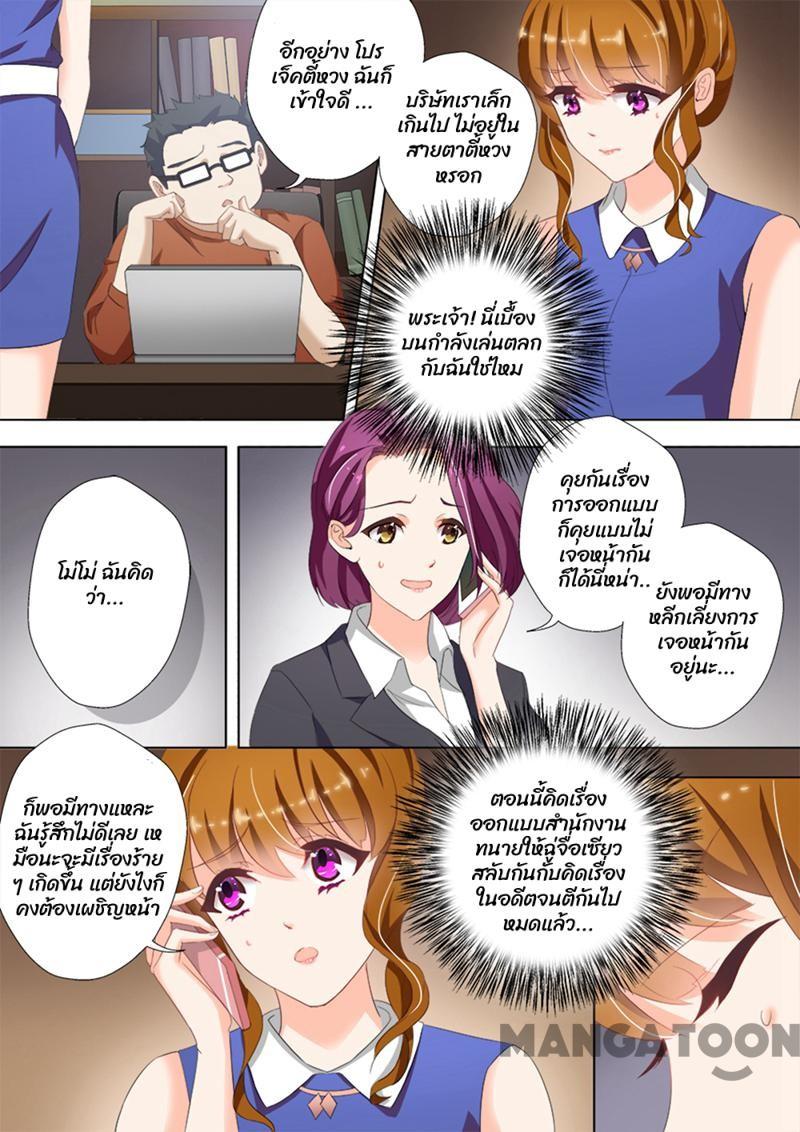 อีกอย่าง โปร
เจ็คตี้หวง ฉันก็
เข้าใจดี ...
บริษัทเราเล็ก
เกินไป ไม่อยู่ใน
สายตาตี้หวง
หรอก
พระเจ้า! นี่เบื้อง
บนกำลังเล่นตลก
กับฉันใช่ไหม
คุยกันเรื่อง
การออกแบบ
ก็คุยแบบไม่
เจอหน้ากัน
ก็ได้นี่หน่า..
ยังพอมีทาง
หลีกเลี่ยงการ
เจอหน้ากัน
อยู่นะ...
โม่โม่ ฉันคิด
ว่า...
ก็พอมีทางแหละ
ฉันรู้สึกไม่ดีเลย เห
มือนะจะมีเรื่องร้าย
ๆ เกิดขึ้น แต่ยังไงก็
คงต้องเผชิญหน้า
ตอนนี้คิดเรื่อง
ออกแบบสำนักงาน
ทนายให้ฉู่จื่อเซียว
สลับกันกับคิดเรื่อง
ในอดีตจนตีกันไป
หมดแล้ว...
MANGATOON